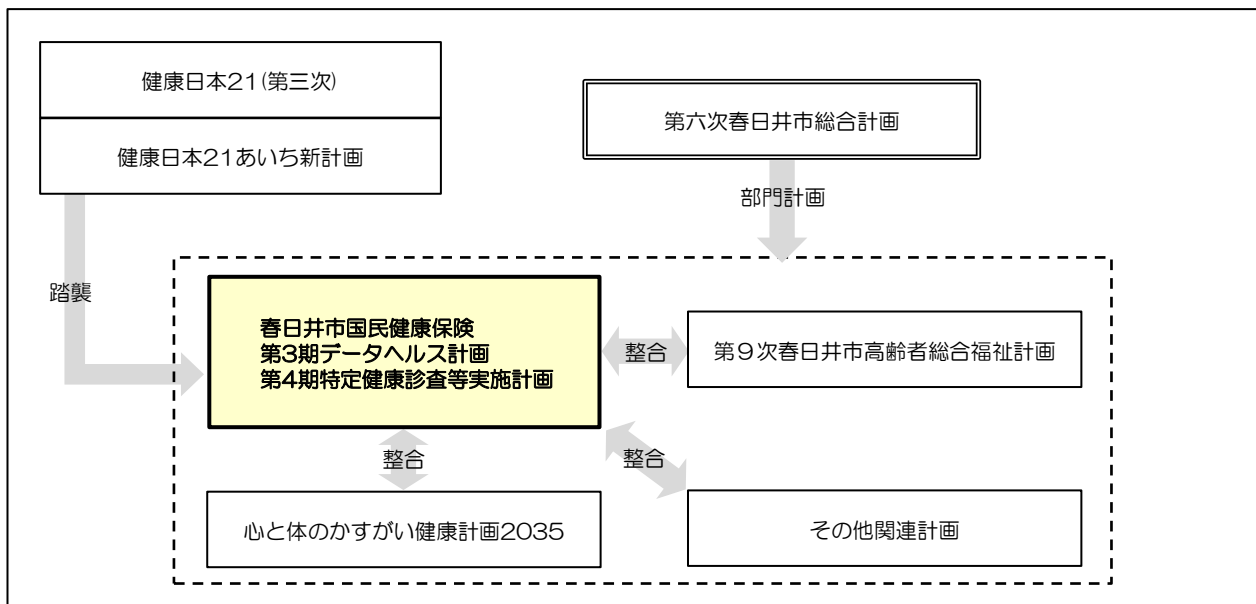 健康日本21(第三次)
健康日本21あいち新計画
第六次春日井市総合計画
部門計画
踏襲
春日井市国民健康保険
第3期データヘルス計画
第4期特定健康診査等実施計画
整合
第９次春日井市高齢者総合福祉計画
整合
整合
心と体のかすがい健康計画2035
その他関連計画